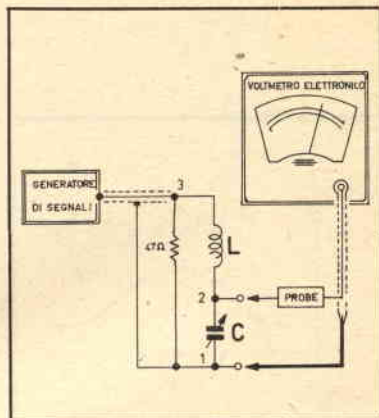 VOLTMETRO ELETTRONICO
GENERATORE
DI SEGNALI
3
47Ω
L
2
PROBE
C
1